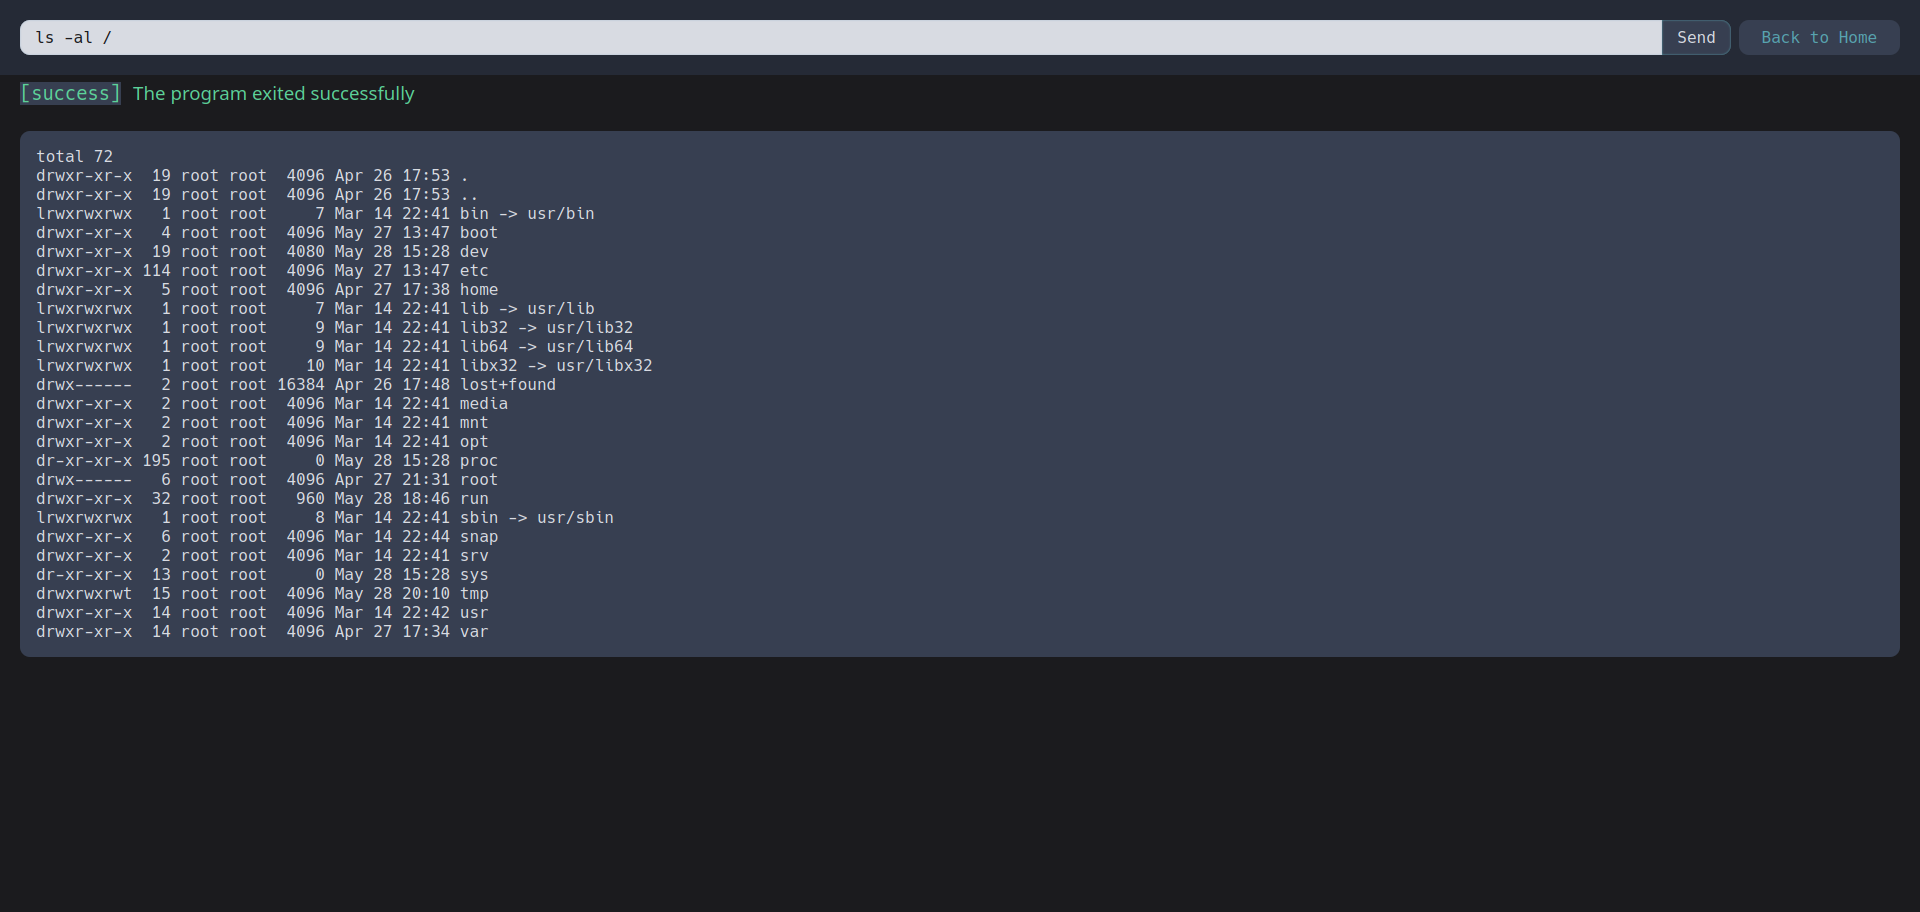 ls -al /
Send
Back to Home
[success] The program exited successfully
total 72
drwxr-xr-x  19 root root  4096 Apr 26 17:53 .
drwxr-xr-x  19 root root  4096 Apr 26 17:53 ..
lrwxrwxrwx   1 root root     7 Mar 14 22:41 bin -> usr/bin
drwxr-xr-x   4 root root  4096 May 27 13:47 boot
drwxr-xr-x  19 root root  4080 May 28 15:28 dev
drwxr-xr-x 114 root root  4096 May 27 13:47 etc
drwxr-xr-x   5 root root  4096 Apr 27 17:38 home
lrwxrwxrwx   1 root root     7 Mar 14 22:41 lib -> usr/lib
lrwxrwxrwx   1 root root     9 Mar 14 22:41 lib32 -> usr/lib32
lrwxrwxrwx   1 root root     9 Mar 14 22:41 lib64 -> usr/lib64
lrwxrwxrwx   1 root root    10 Mar 14 22:41 libx32 -> usr/libx32
drwx------   2 root root 16384 Apr 26 17:48 lost+found
drwxr-xr-x   2 root root  4096 Mar 14 22:41 media
drwxr-xr-x   2 root root  4096 Mar 14 22:41 mnt
drwxr-xr-x   2 root root  4096 Mar 14 22:41 opt
dr-xr-xr-x 195 root root     0 May 28 15:28 proc
drwx------   6 root root  4096 Apr 27 21:31 root
drwxr-xr-x  32 root root   960 May 28 18:46 run
lrwxrwxrwx   1 root root     8 Mar 14 22:41 sbin -> usr/sbin
drwxr-xr-x   6 root root  4096 Mar 14 22:44 snap
drwxr-xr-x   2 root root  4096 Mar 14 22:41 srv
dr-xr-xr-x  13 root root     0 May 28 15:28 sys
drwxrwxrwt  15 root root  4096 May 28 20:10 tmp
drwxr-xr-x  14 root root  4096 Mar 14 22:42 usr
drwxr-xr-x  14 root root  4096 Apr 27 17:34 var